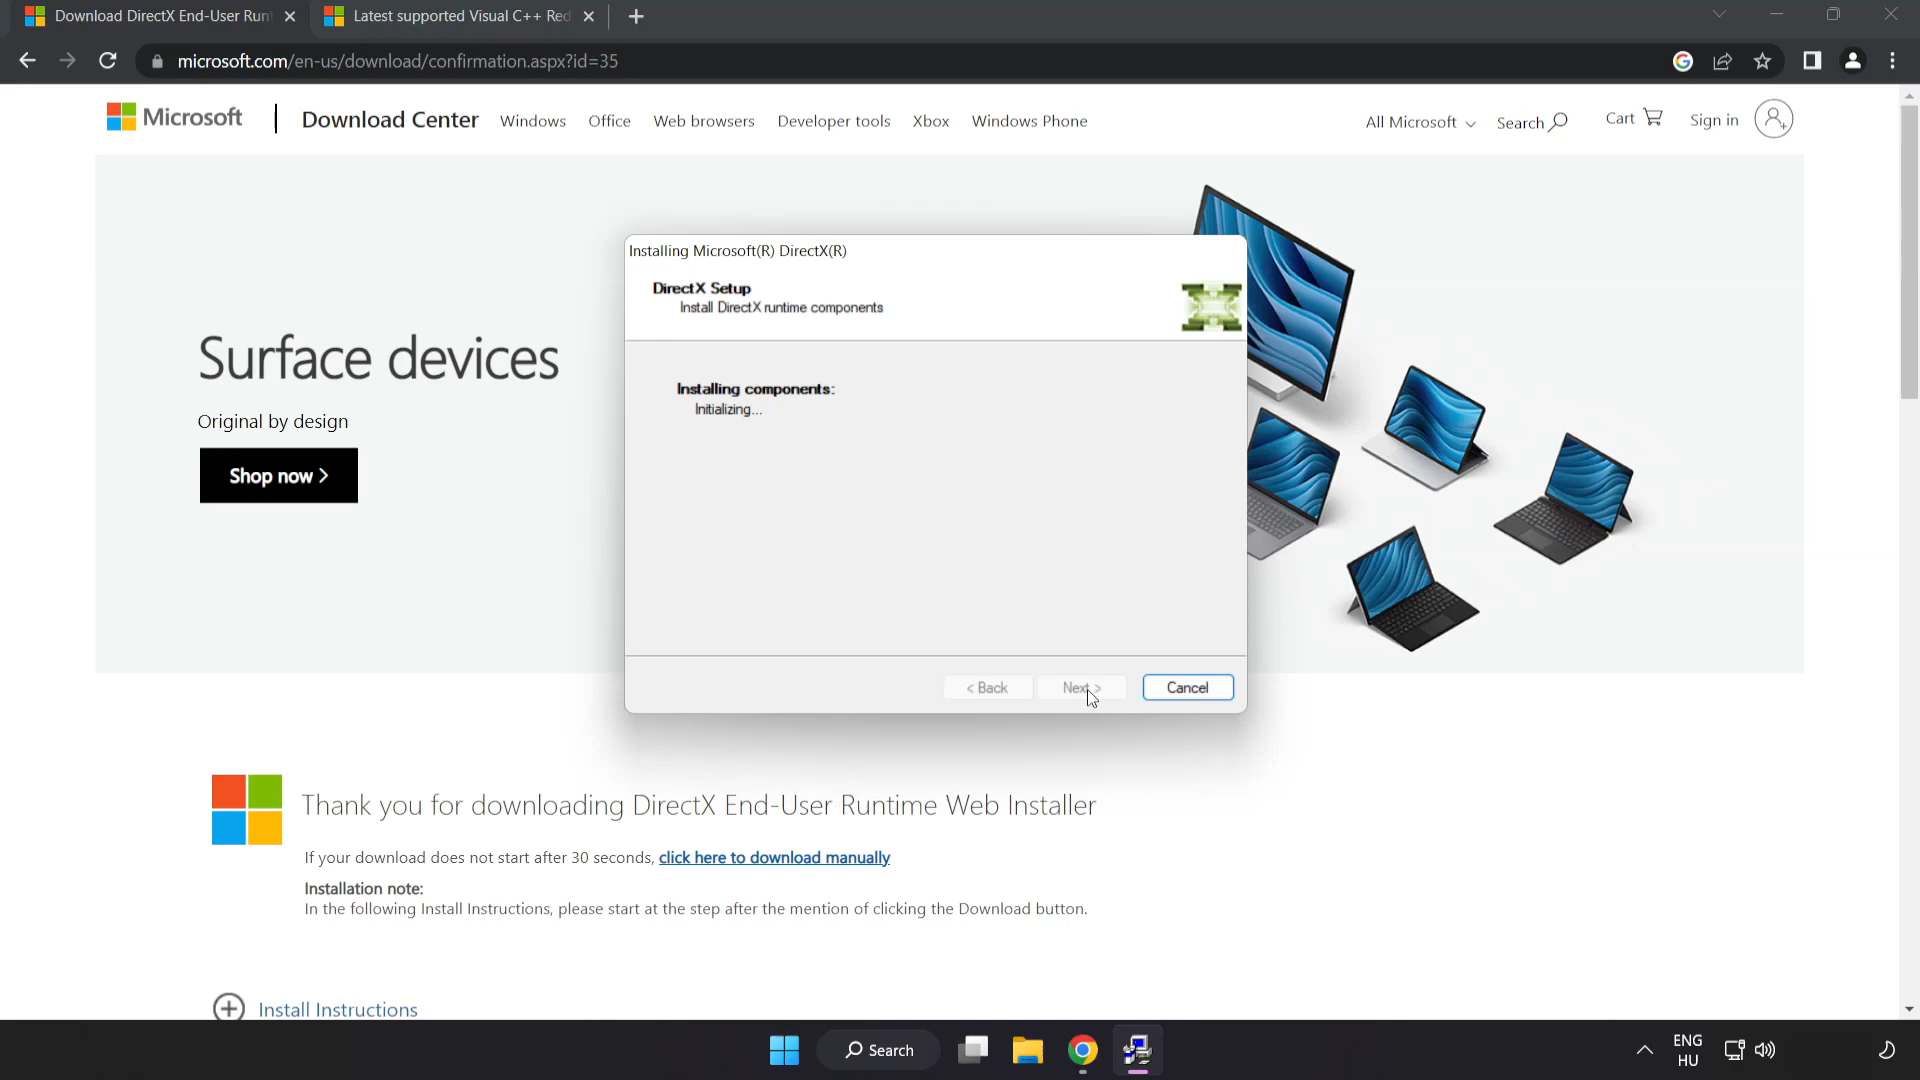 Download DirectX End-User Run
Latest supported Visual C++ Red
microsoft.com/en-us/download/confirmation.aspx?id=35
Microsoft
Download Center
Windows
Office
Web browsers
Developer tools
Xbox
Windows Phone
All Microsoft
Search
Cart
Sign in
Surface devices
Original by design
Shop now >
Installing Microsoft(R) DirectX(R)
DirectX Setup
Install DirectX runtime components
Installing components:
Initializing...
< Back
Next >
Cancel
Thank you for downloading DirectX End-User Runtime Web Installer
If your download does not start after 30 seconds, click here to download manually
Installation note:
In the following Install Instructions, please start at the step after the mention of clicking the Download button.
Install Instructions
Search
ENG
HU